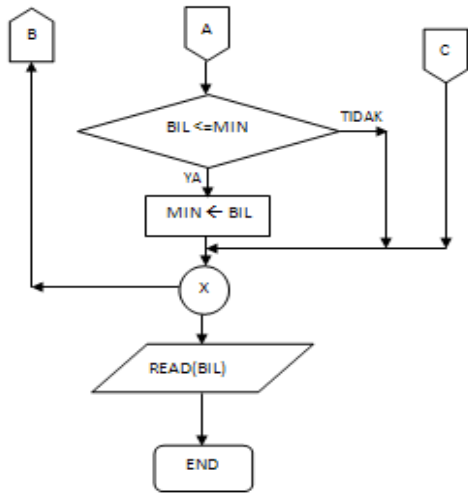 B
A
C
BIL <=MIN
TIDAK
YA
MIN ← BIL
X
READ(BIL)
END